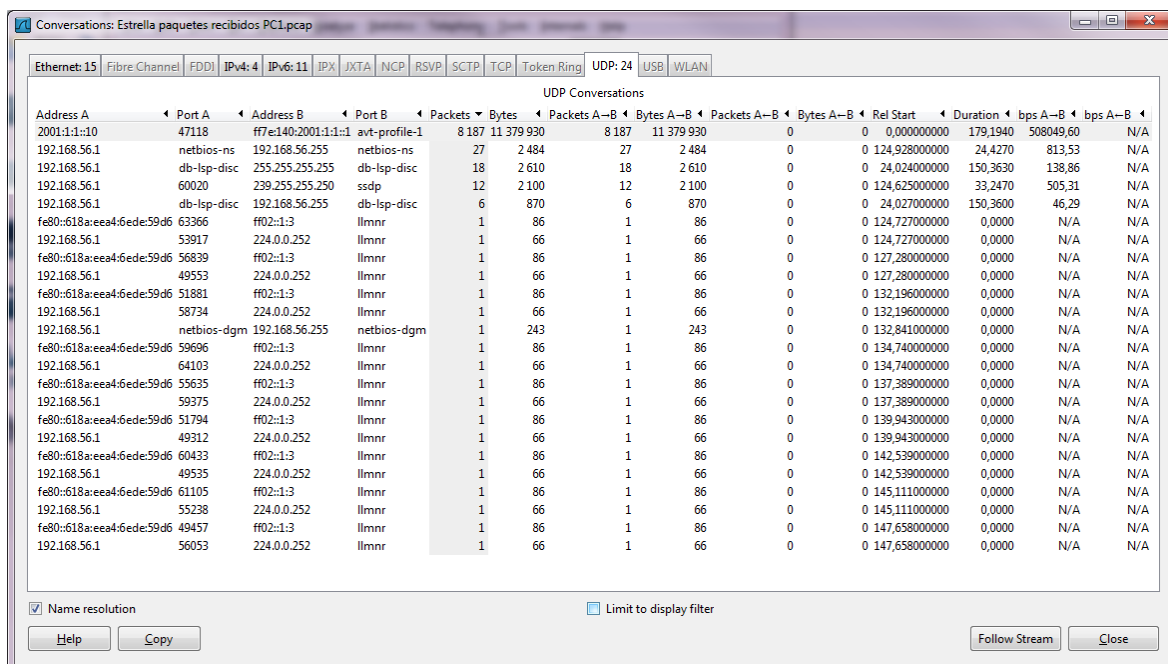 Conversations: Estrella paquetes recibidos PC1.pcap
Ethernet: 15 Fibre Channel FDDI IPv4: 4 IPv6: 11 IPX JXTA NCP RSVP SCTP TCP Token Ring UDP: 24 USB WLAN
UDP Conversations
Address A Port A Address B Port B Packets Bytes Packets A→B Bytes A→B Packets A←B Bytes A←B Rel Start Duration bps A→B bps A←B
2001:1:1::10 47118 ff7e:140:2001:1:1::1 avt-profile-1 8 187 11 379 930 8 187 11 379 930 0 0 0,000000000 179,1940 508049,60 N/A
192.168.56.1 netbios-ns 192.168.56.255 netbios-ns 27 2 484 27 2 484 0 0 124,928000000 24,4270 813,53 N/A
192.168.56.1 db-lsp-disc 255.255.255.255 db-lsp-disc 18 2 610 18 2 610 0 0 24,024000000 150,3630 138,86 N/A
192.168.56.1 60020 239.255.255.250 ssdp 12 2 100 12 2 100 0 0 124,625000000 33,2470 505,31 N/A
192.168.56.1 db-lsp-disc 192.168.56.255 db-lsp-disc 6 870 6 870 0 0 24,027000000 150,3600 46,29 N/A
fe80::618a:eea4:6ede:59d6 63366 ff02::1:3 llmnr 1 86 1 86 0 0 124,727000000 0,0000 N/A N/A
192.168.56.1 53917 224.0.0.252 llmnr 1 66 1 66 0 0 124,727000000 0,0000 N/A N/A
fe80::618a:eea4:6ede:59d6 56839 ff02::1:3 llmnr 1 86 1 86 0 0 127,280000000 0,0000 N/A N/A
192.168.56.1 49553 224.0.0.252 llmnr 1 66 1 66 0 0 127,280000000 0,0000 N/A N/A
fe80::618a:eea4:6ede:59d6 51881 ff02::1:3 llmnr 1 86 1 86 0 0 132,196000000 0,0000 N/A N/A
192.168.56.1 58734 224.0.0.252 llmnr 1 66 1 66 0 0 132,196000000 0,0000 N/A N/A
192.168.56.1 netbios-dgm 192.168.56.255 netbios-dgm 1 243 1 243 0 0 132,841000000 0,0000 N/A N/A
fe80::618a:eea4:6ede:59d6 59696 ff02::1:3 llmnr 1 86 1 86 0 0 134,740000000 0,0000 N/A N/A
192.168.56.1 64103 224.0.0.252 llmnr 1 66 1 66 0 0 134,740000000 0,0000 N/A N/A
fe80::618a:eea4:6ede:59d6 55635 ff02::1:3 llmnr 1 86 1 86 0 0 137,389000000 0,0000 N/A N/A
192.168.56.1 59375 224.0.0.252 llmnr 1 66 1 66 0 0 137,389000000 0,0000 N/A N/A
fe80::618a:eea4:6ede:59d6 51794 ff02::1:3 llmnr 1 86 1 86 0 0 139,943000000 0,0000 N/A N/A
192.168.56.1 49312 224.0.0.252 llmnr 1 66 1 66 0 0 139,943000000 0,0000 N/A N/A
fe80::618a:eea4:6ede:59d6 60433 ff02::1:3 llmnr 1 86 1 86 0 0 142,539000000 0,0000 N/A N/A
192.168.56.1 49535 224.0.0.252 llmnr 1 66 1 66 0 0 142,539000000 0,0000 N/A N/A
fe80::618a:eea4:6ede:59d6 61105 ff02::1:3 llmnr 1 86 1 86 0 0 145,111000000 0,0000 N/A N/A
192.168.56.1 55238 224.0.0.252 llmnr 1 66 1 66 0 0 145,111000000 0,0000 N/A N/A
fe80::618a:eea4:6ede:59d6 49457 ff02::1:3 llmnr 1 86 1 86 0 0 147,658000000 0,0000 N/A N/A
192.168.56.1 56053 224.0.0.252 llmnr 1 66 1 66 0 0 147,658000000 0,0000 N/A N/A
Name resolution Limit to display filter
Help Copy Follow Stream Close